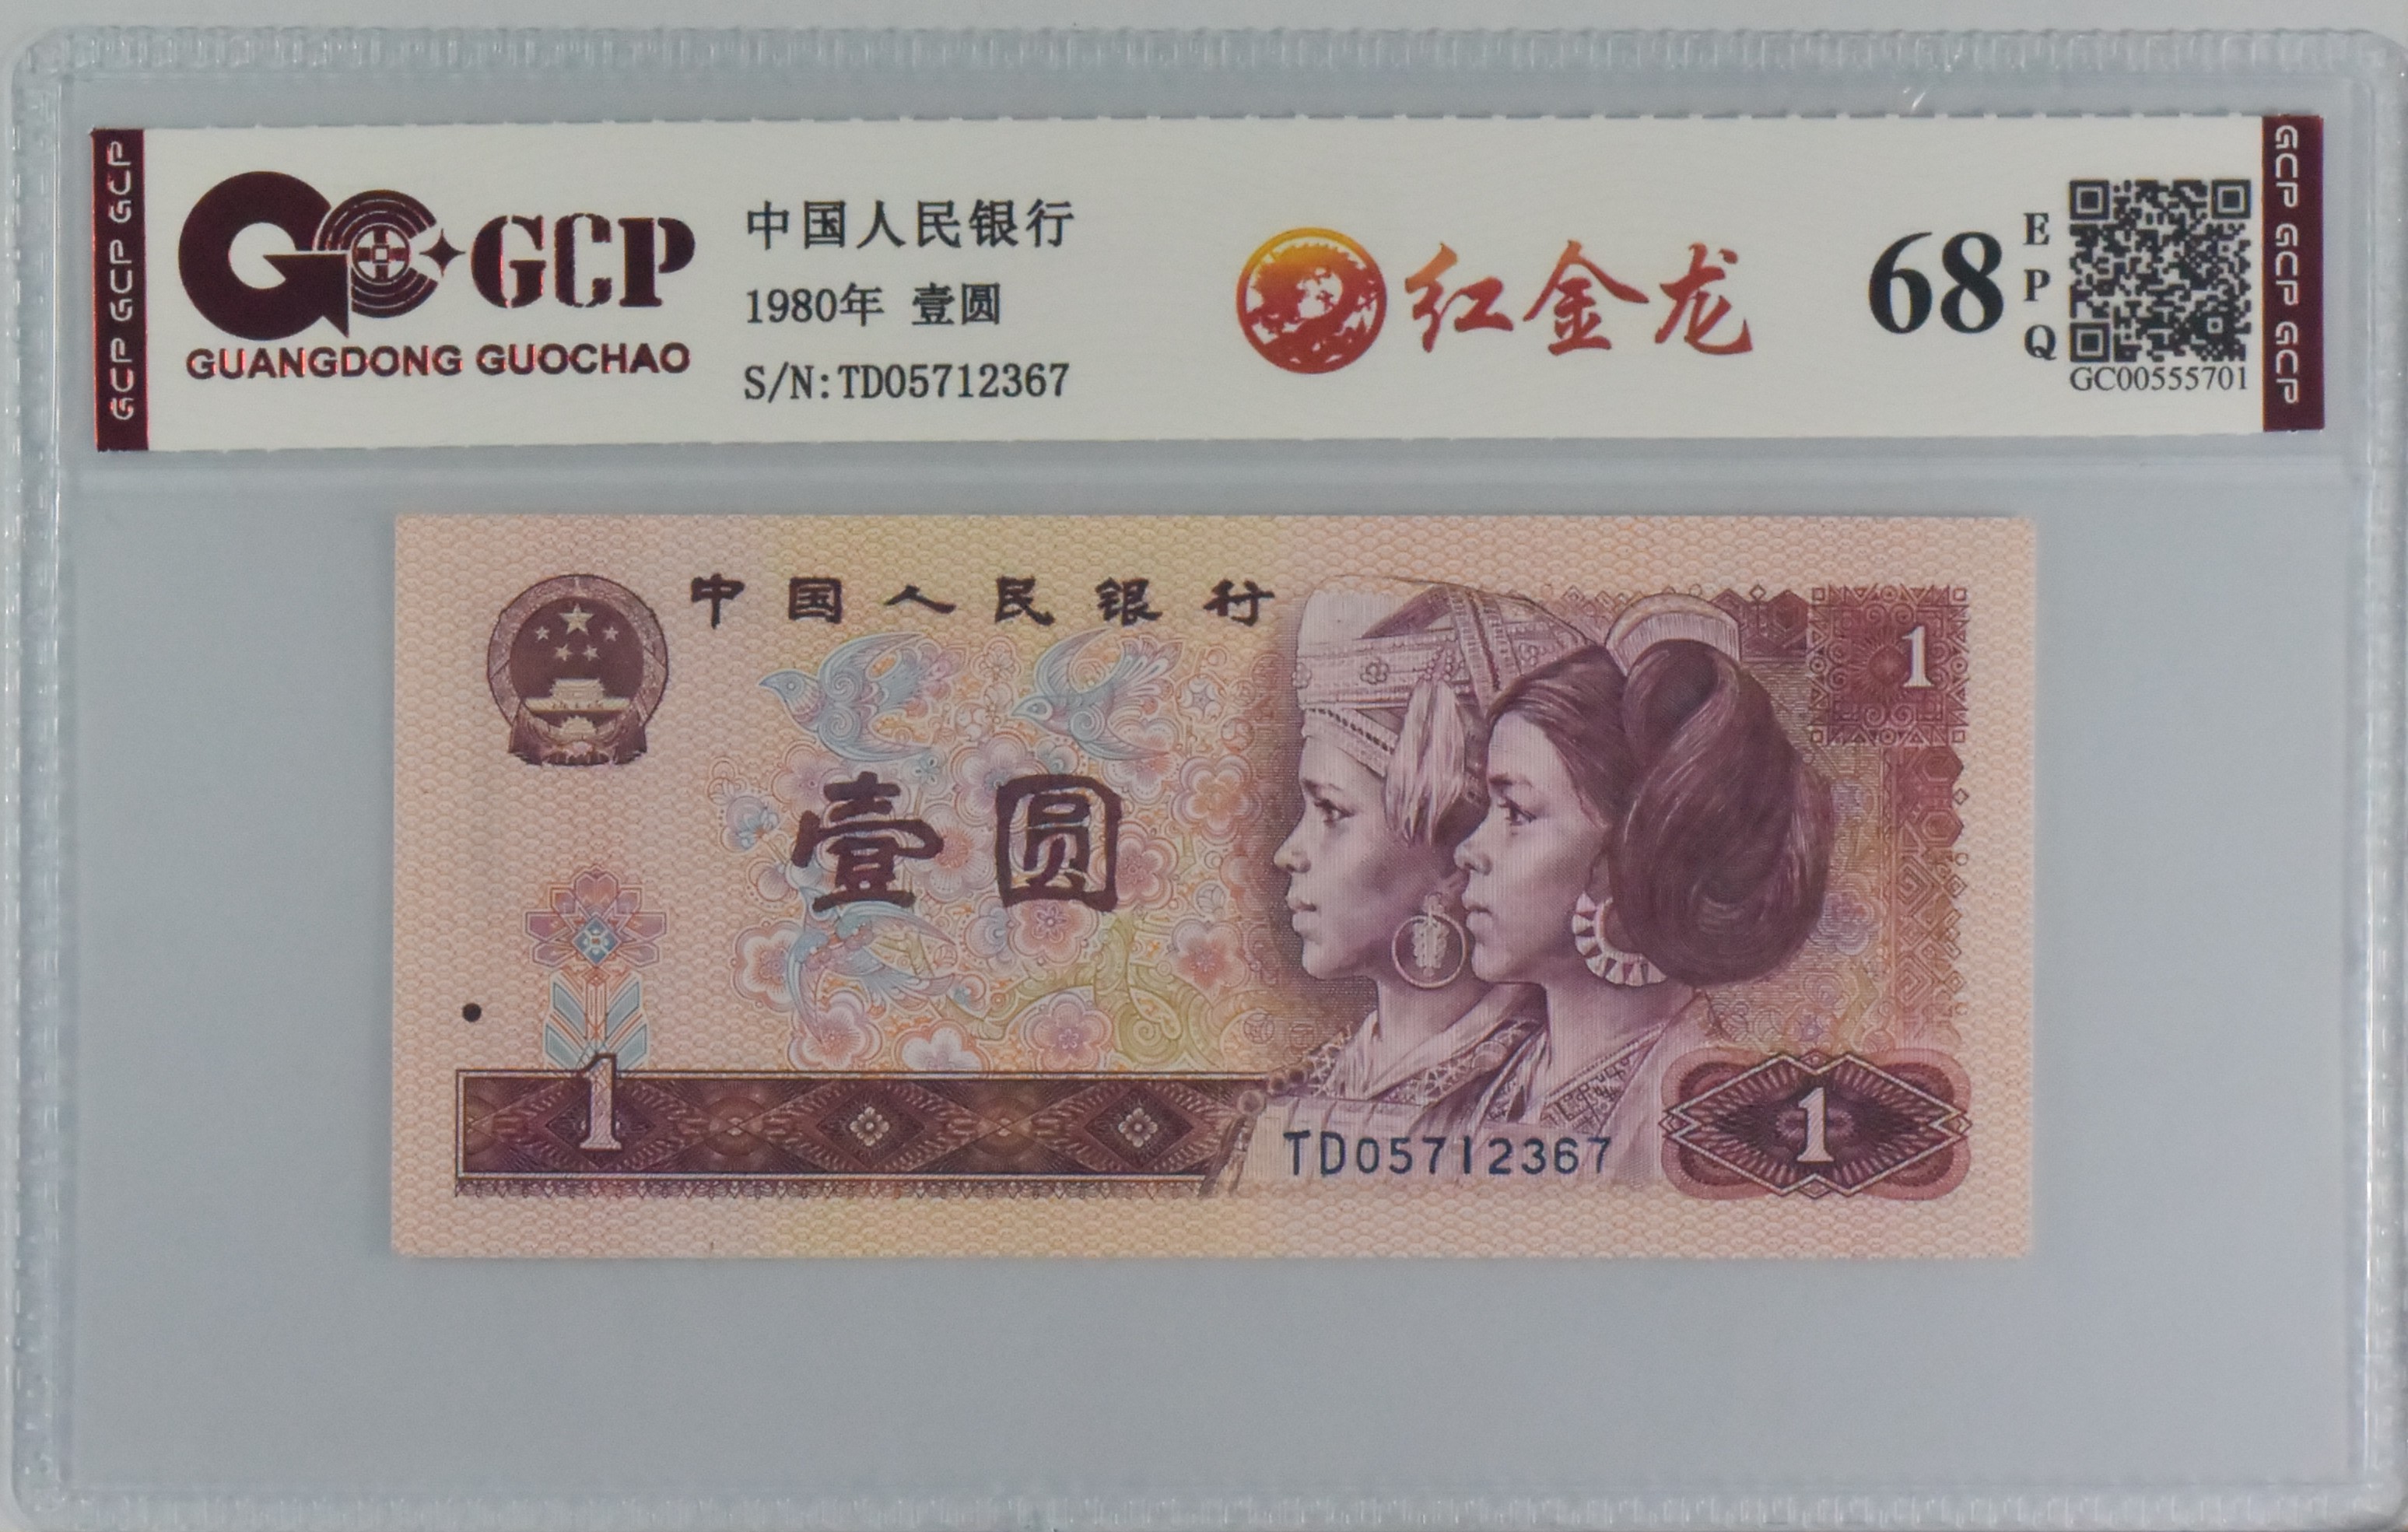 GCP GCP GCP
GCP
GUANGDONG GUOCHAO
中国人民银行
1980年 壹圆
S/N:TD05712367
红金龙
68
E
P
Q
GC00555701
GCP GCP GCP
中国人民银行
1
壹圆
1
TD05712367
1